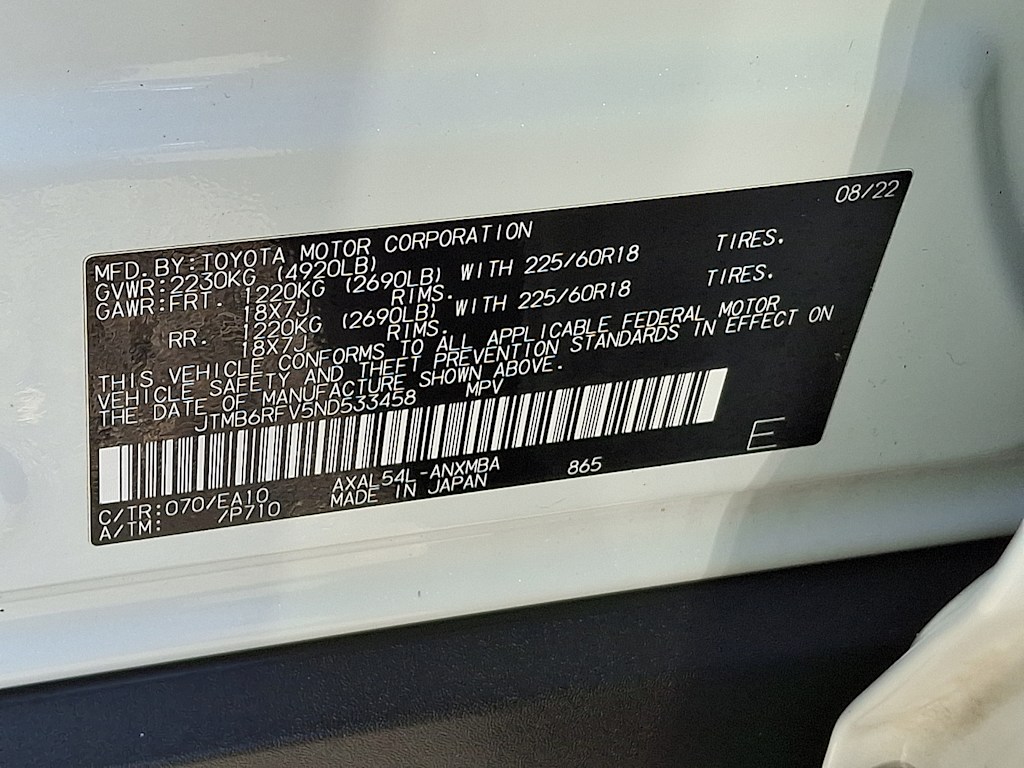 08/22
MFD. BY: TOYOTA MOTOR CORPORATION
GVWR: 2230KG (4920LB)
GAWR: FRT. 1220KG (2690LB) WITH 225/60R18 TIRES.
18X7J RIMS.
RR. 1220KG (2690LB) WITH 225/60R18 TIRES.
18X7J RIMS.
THIS VEHICLE CONFORMS TO ALL APPLICABLE FEDERAL MOTOR
VEHICLE SAFETY AND THEFT PREVENTION STANDARDS IN EFFECT ON
THE DATE OF MANUFACTURE SHOWN ABOVE.
JTMB6RFV5ND533458 MPV
C/TR: 070/EA10 AXAL54L-ANXMBA 865 E
A/TM: /P710 MADE IN JAPAN